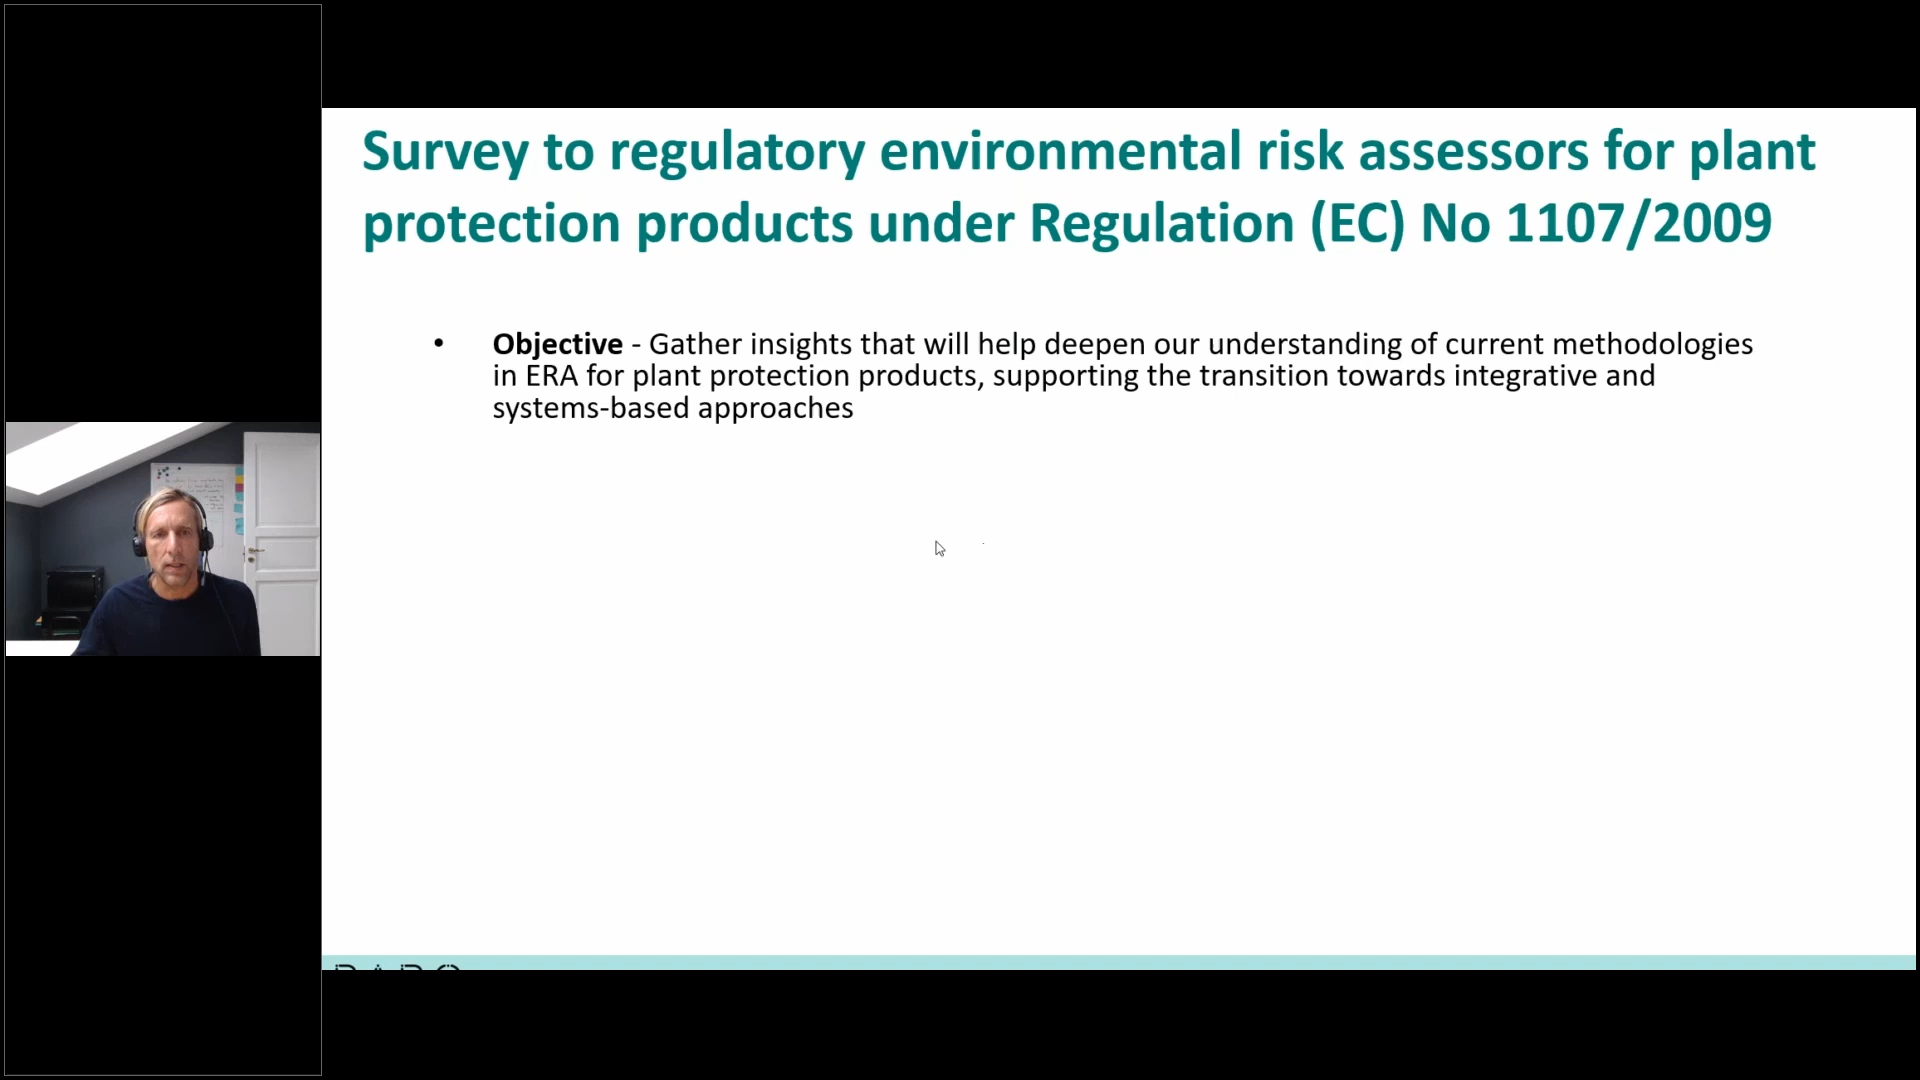 Survey to regulatory environmental risk assessors for plant
protection products under Regulation (EC) No 1107/2009
• Objective - Gather insights that will help deepen our understanding of current methodologies
in ERA for plant protection products, supporting the transition towards integrative and
systems-based approaches